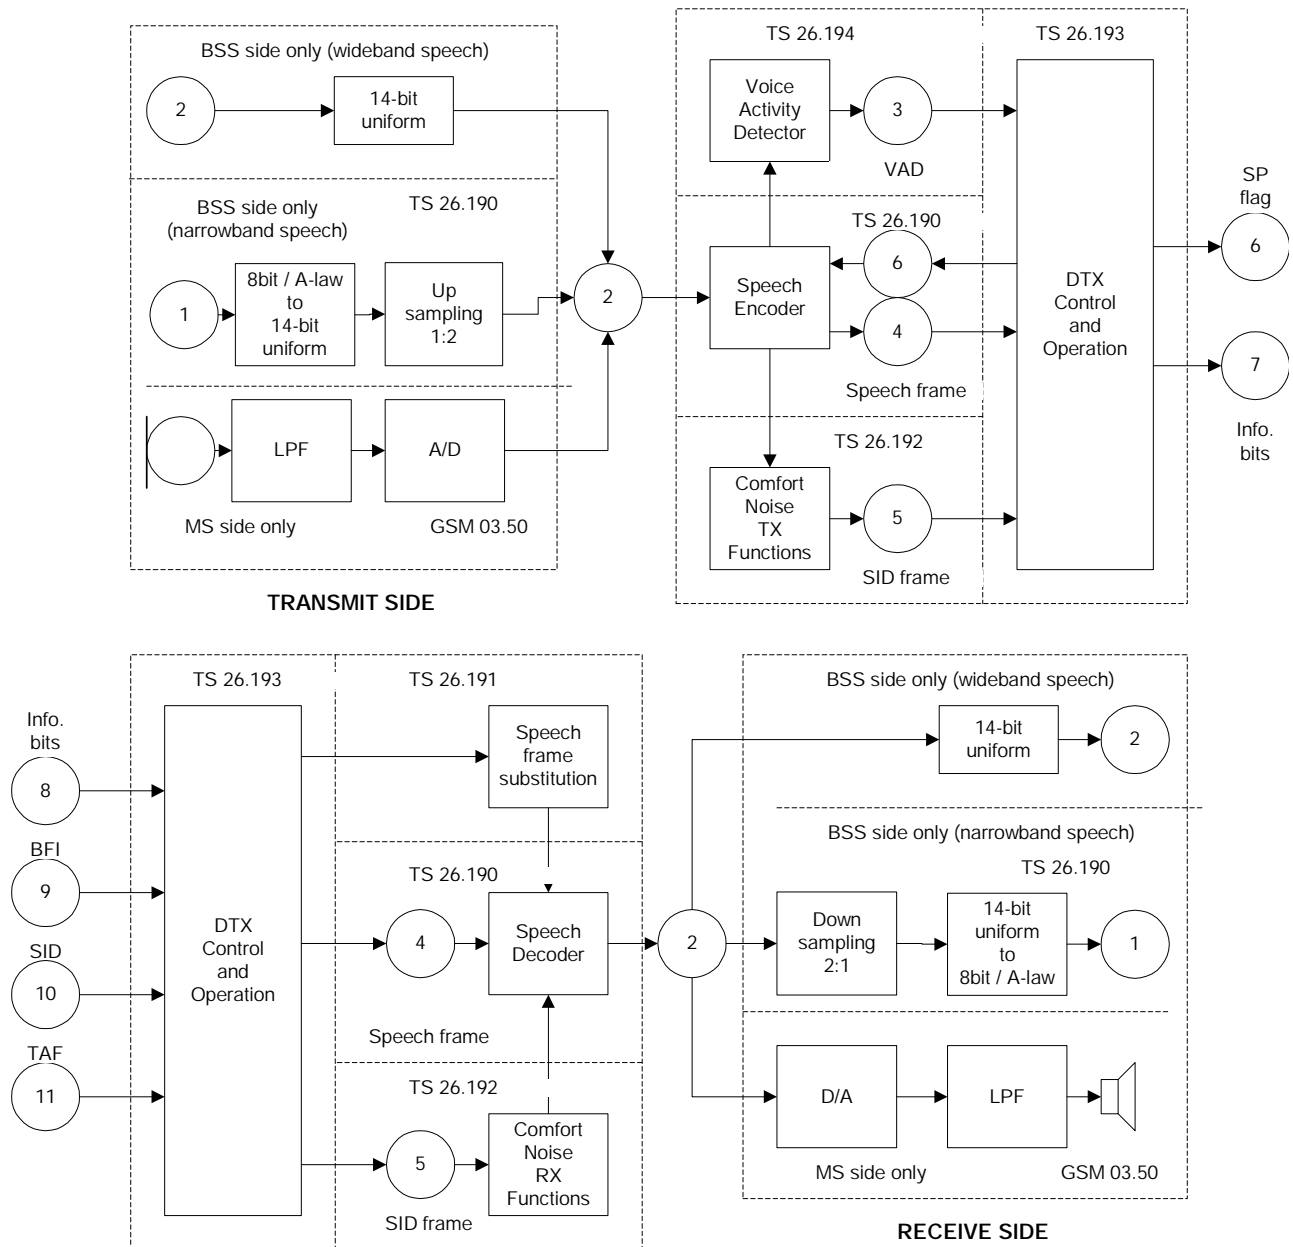 BSS side only (wideband speech)
2
14-bit
uniform
BSS side only
(narrowband speech)
TS 26.190
1
8bit / A-law
to
14-bit
uniform
Up
sampling
1:2
2
LPF
A/D
MS side only
GSM 03.50
TRANSMIT SIDE
TS 26.194
TS 26.193
Voice
Activity
Detector
3
VAD
TS 26.190
Speech
Encoder
6
4
Speech frame
TS 26.192
Comfort
Noise
TX
Functions
5
SID frame
DTX
Control
and
Operation
SP
flag
6
7
Info.
bits
TS 26.193
TS 26.191
Info.
bits
8
BFI
9
SID
10
TAF
11
DTX
Control
and
Operation
Speech
frame
substitution
TS 26.190
4
Speech
Decoder
Speech frame
TS 26.192
5
Comfort
Noise
RX
Functions
SID frame
2
BSS side only (wideband speech)
14-bit
uniform
2
BSS side only (narrowband speech)
TS 26.190
Down
sampling
2:1
14-bit
uniform
to
8bit / A-law
1
D/A
LPF
MS side only
GSM 03.50
RECEIVE SIDE